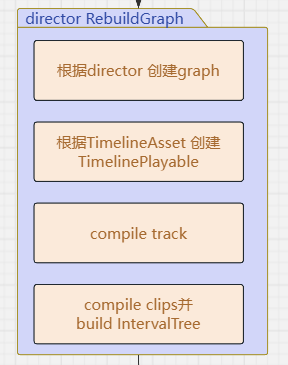 director RebuildGraph
根据director 创建graph
根据TimelineAsset 创建
TimelinePlayable
compile track
compile clips并
build IntervalTree